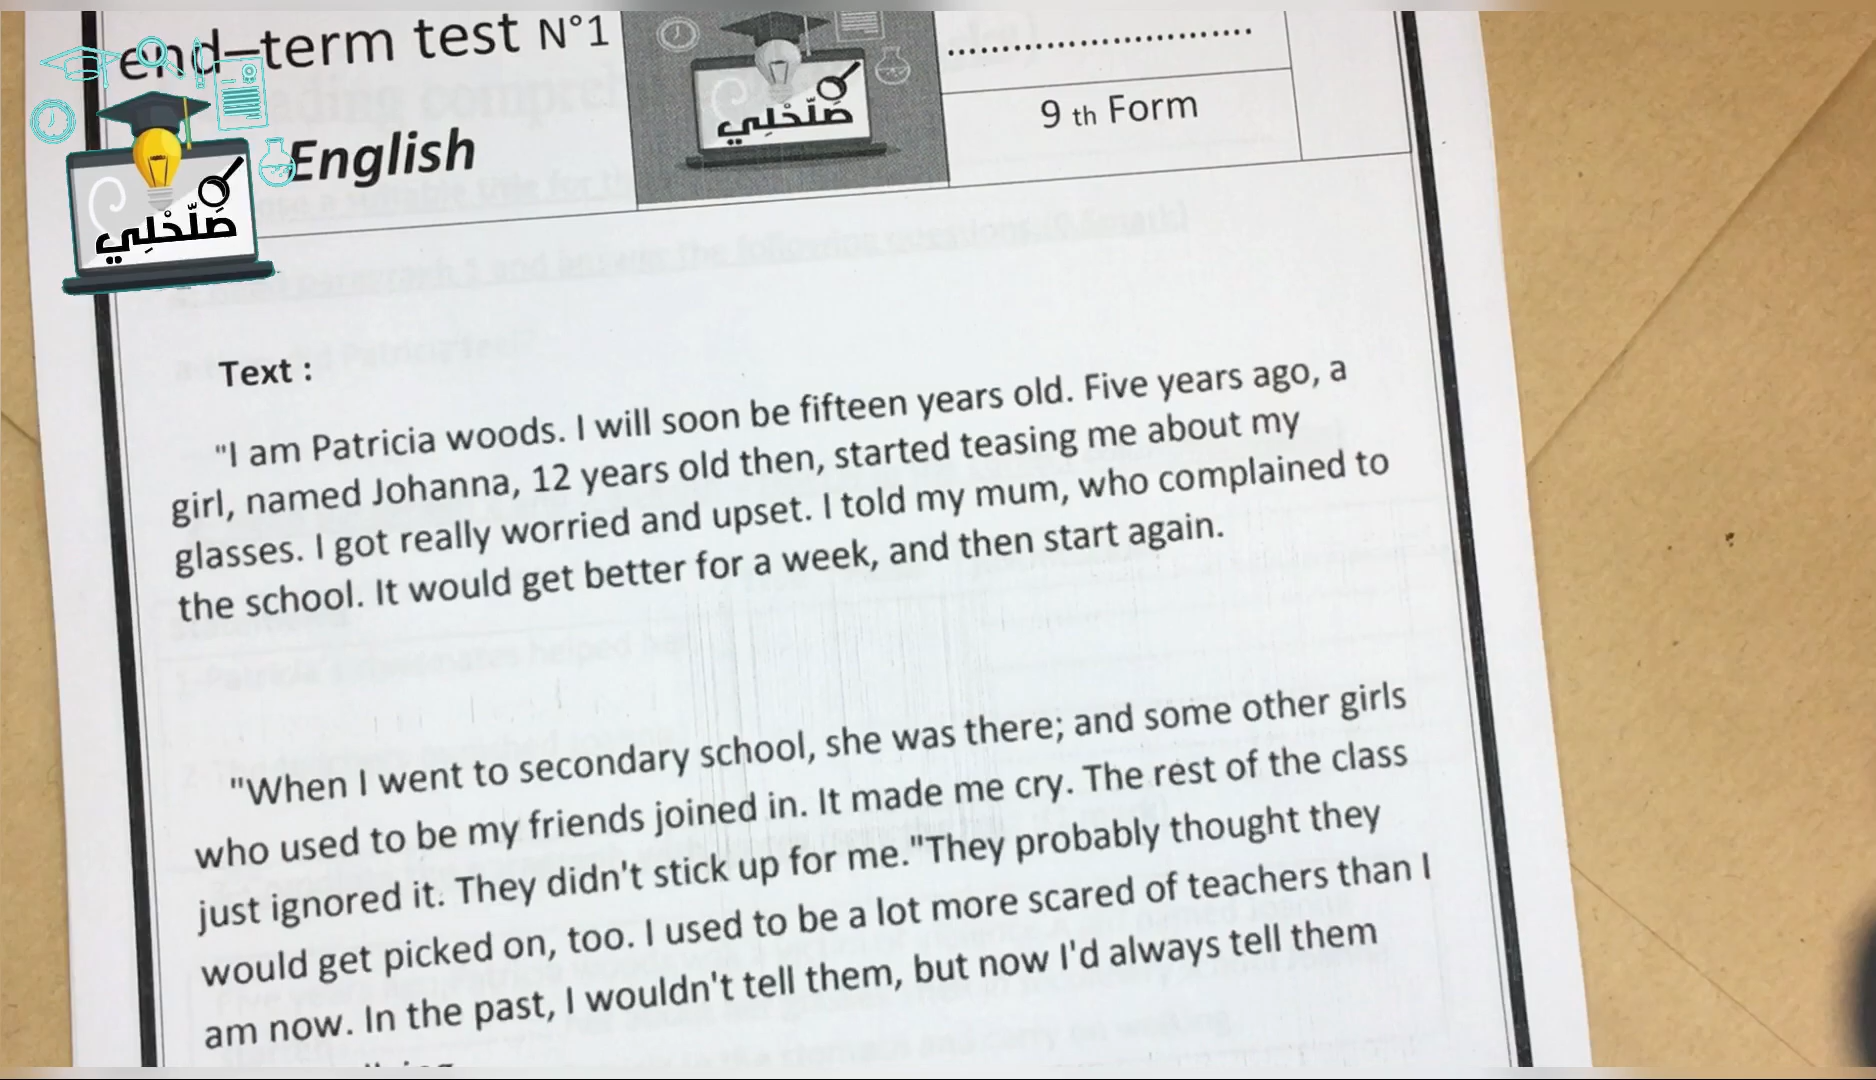 end–term test N°1
English
صَلّحْلِي
صَلّحْلِي
............................
9 th Form
Text :
"I am Patricia woods. I will soon be fifteen years old. Five years ago, a
girl, named Johanna, 12 years old then, started teasing me about my
glasses. I got really worried and upset. I told my mum, who complained to
the school. It would get better for a week, and then start again.
"When I went to secondary school, she was there; and some other girls
who used to be my friends joined in. It made me cry. The rest of the class
just ignored it. They didn't stick up for me."They probably thought they
would get picked on, too. I used to be a lot more scared of teachers than I
am now. In the past, I wouldn't tell them, but now I'd always tell them